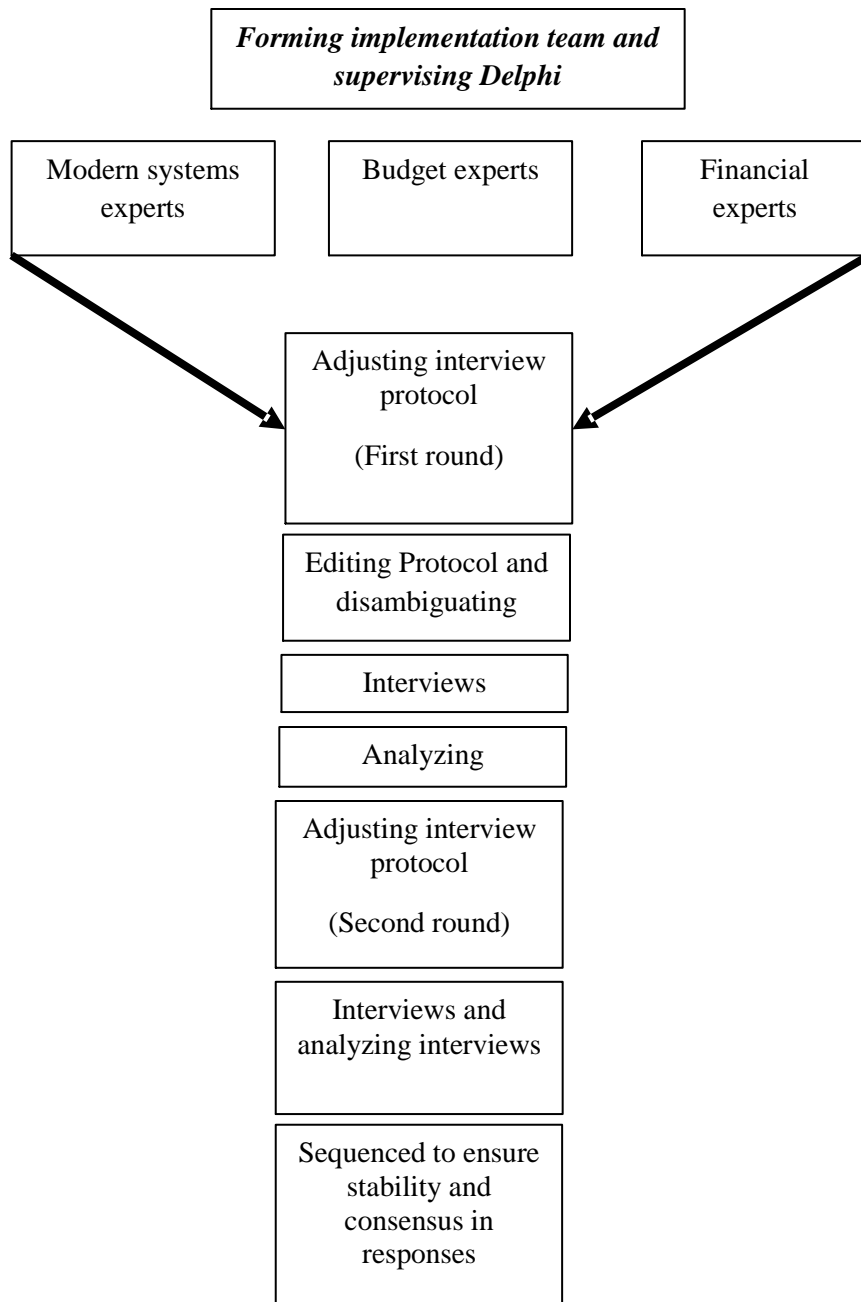 Forming implementation team and
supervising Delphi
Modern systems
experts
Budget experts
Financial
experts
Adjusting interview
protocol
(First round)
Editing Protocol and
disambiguating
Interviews
Analyzing
Adjusting interview
protocol
(Second round)
Interviews and
analyzing interviews
Sequenced to ensure
stability and
consensus in
responses